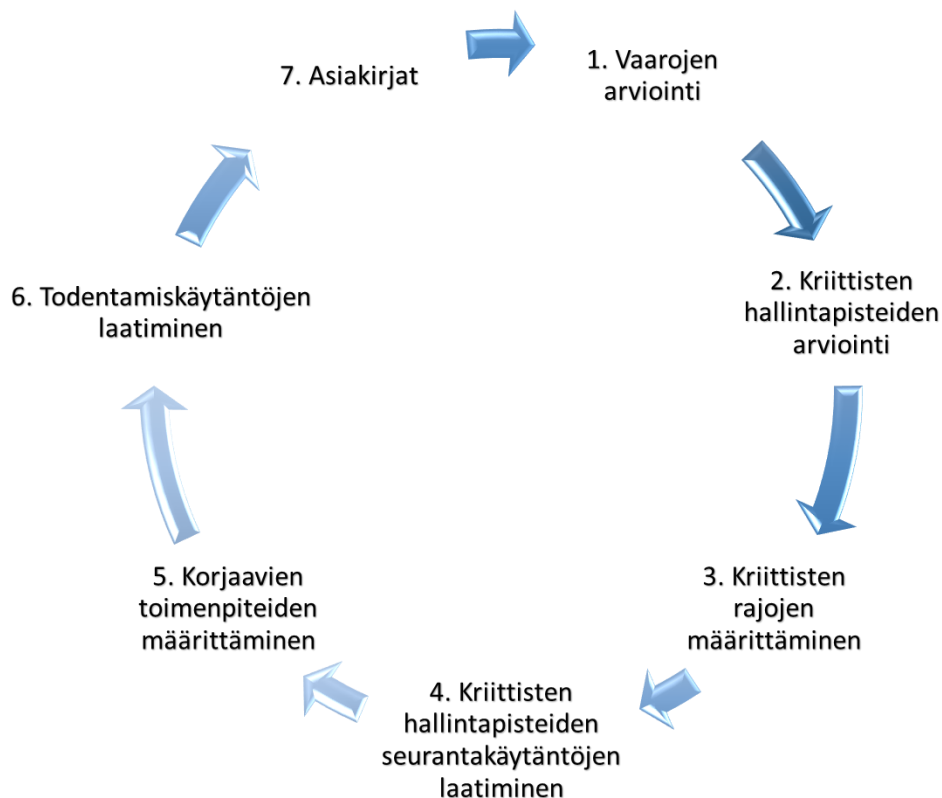 1. Vaarojen
arviointi
2. Kriittisten
hallintapisteiden
arviointi
3. Kriittisten
rajojen
määrittäminen
4. Kriittisten
hallintapisteiden
seurantakäytäntöjen
laatiminen
5. Korjaavien
toimenpiteiden
määrittäminen
6. Todentamiskäytäntöjen
laatiminen
7. Asiakirjat